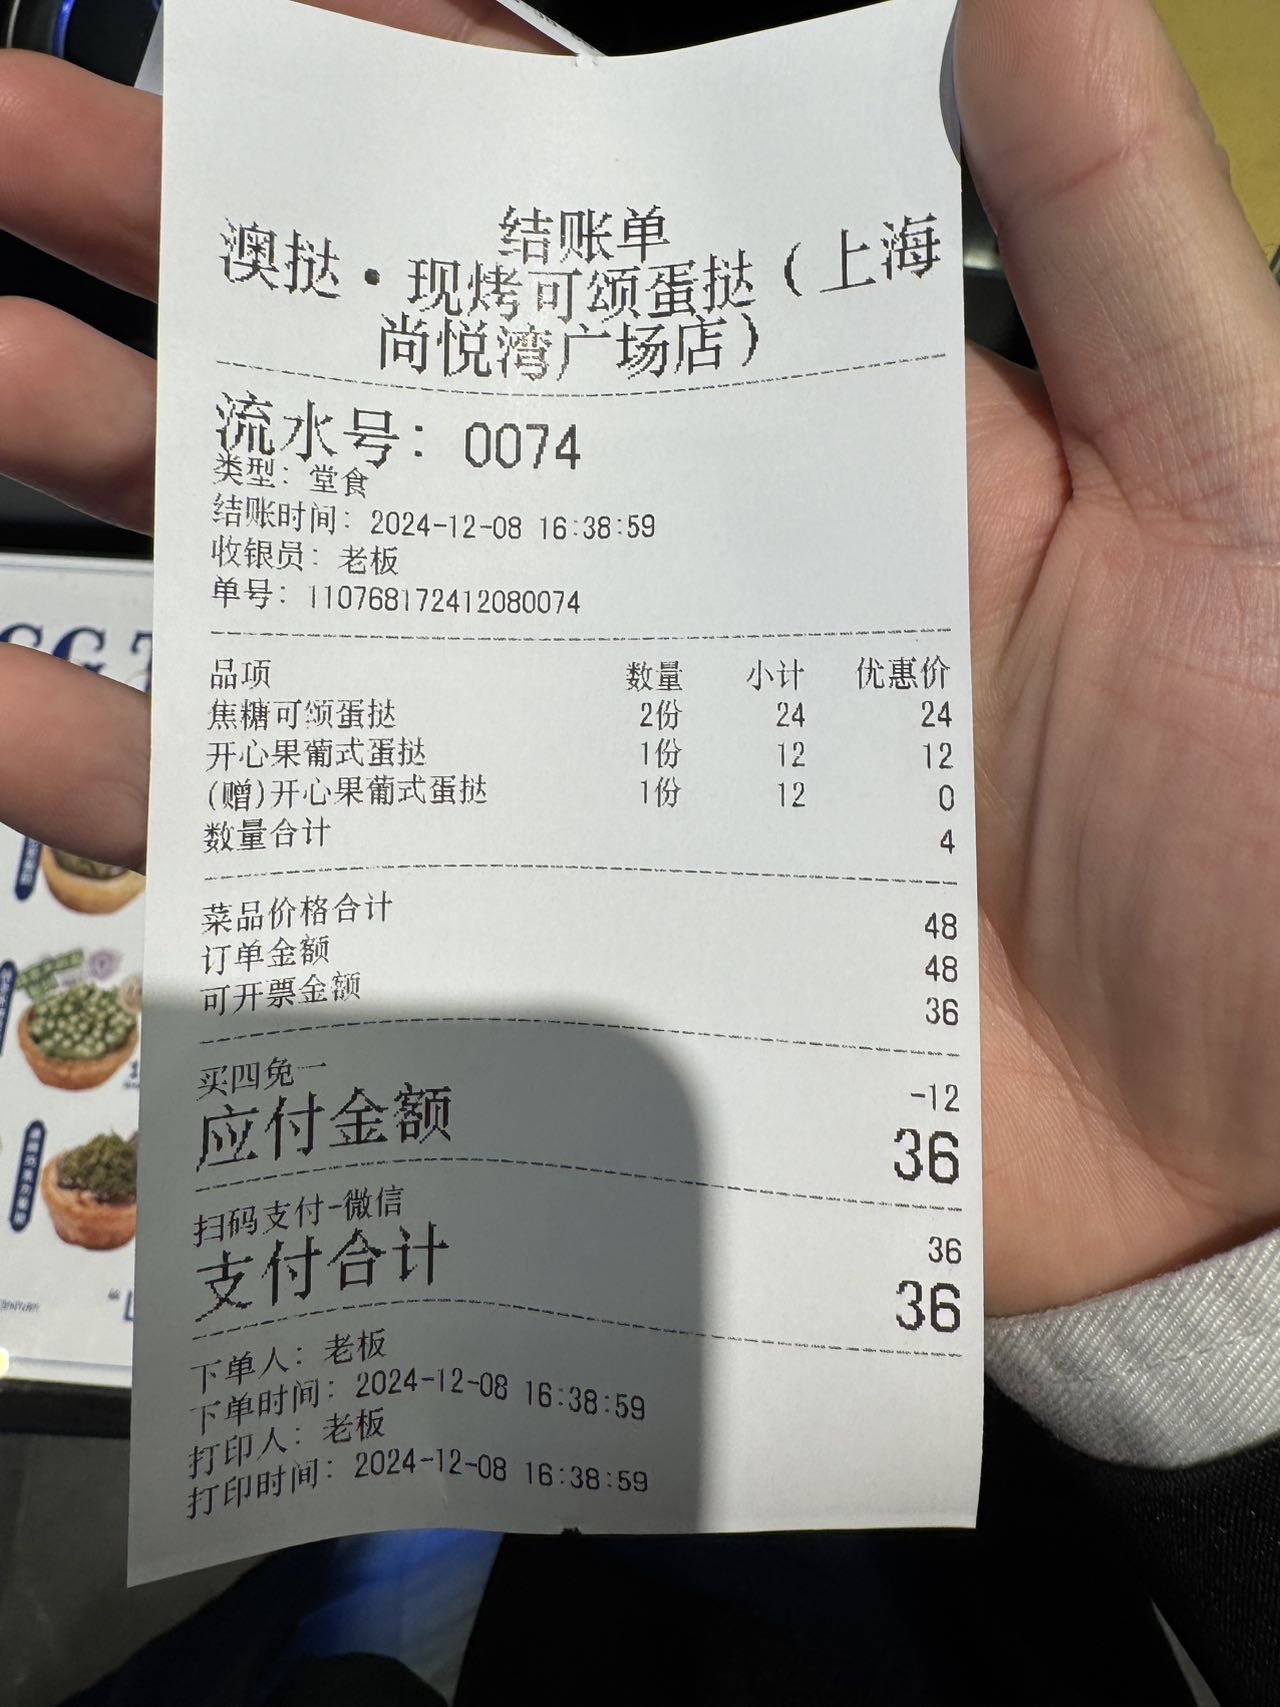 结账单
澳挞·现烤可颂蛋挞（上海
尚悦湾广场店）
流水号：0074
类型：堂食
结账时间：2024-12-08 16:38:59
收银员：老板
单号：110768172412080074
品项 数量 小计 优惠价
焦糖可颂蛋挞 2份 24 24
开心果葡式蛋挞 1份 12 12
(赠)开心果葡式蛋挞 1份 12 0
数量合计 4
菜品价格合计 48
订单金额 48
可开票金额 36
买四免一 -12
应付金额 36
扫码支付-微信 36
支付合计 36
下单人：老板
下单时间：2024-12-08 16:38:59
打印人：老板
打印时间：2024-12-08 16:38:59